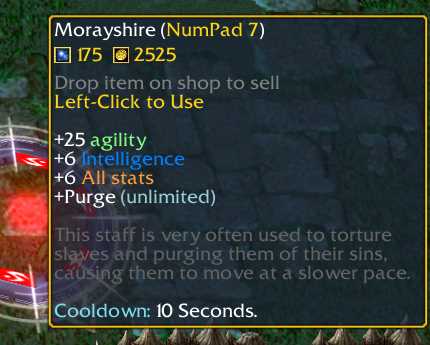 Morayshire (NumPad 7)
175 2525
Drop item on shop to sell
Left-Click to Use
+25 agility
+6 Intelligence
+6 All stats
+Purge (unlimited)
This staff is very often used to torture
slaves and purging them of their sins,
causing them to move at a slower pace.
Cooldown: 10 Seconds.